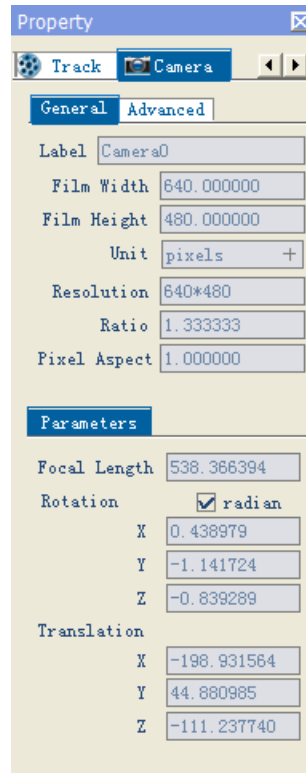 Property
Track Camera
General Advanced
Label Camera0
Film Width 640.000000
Film Height 480.000000
Unit pixels
Resolution 640*480
Ratio 1.333333
Pixel Aspect 1.000000
Parameters
Focal Length 538.366394
Rotation radian
X 0.438979
Y -1.141724
Z -0.839289
Translation
X -198.931564
Y 44.880985
Z -111.237740